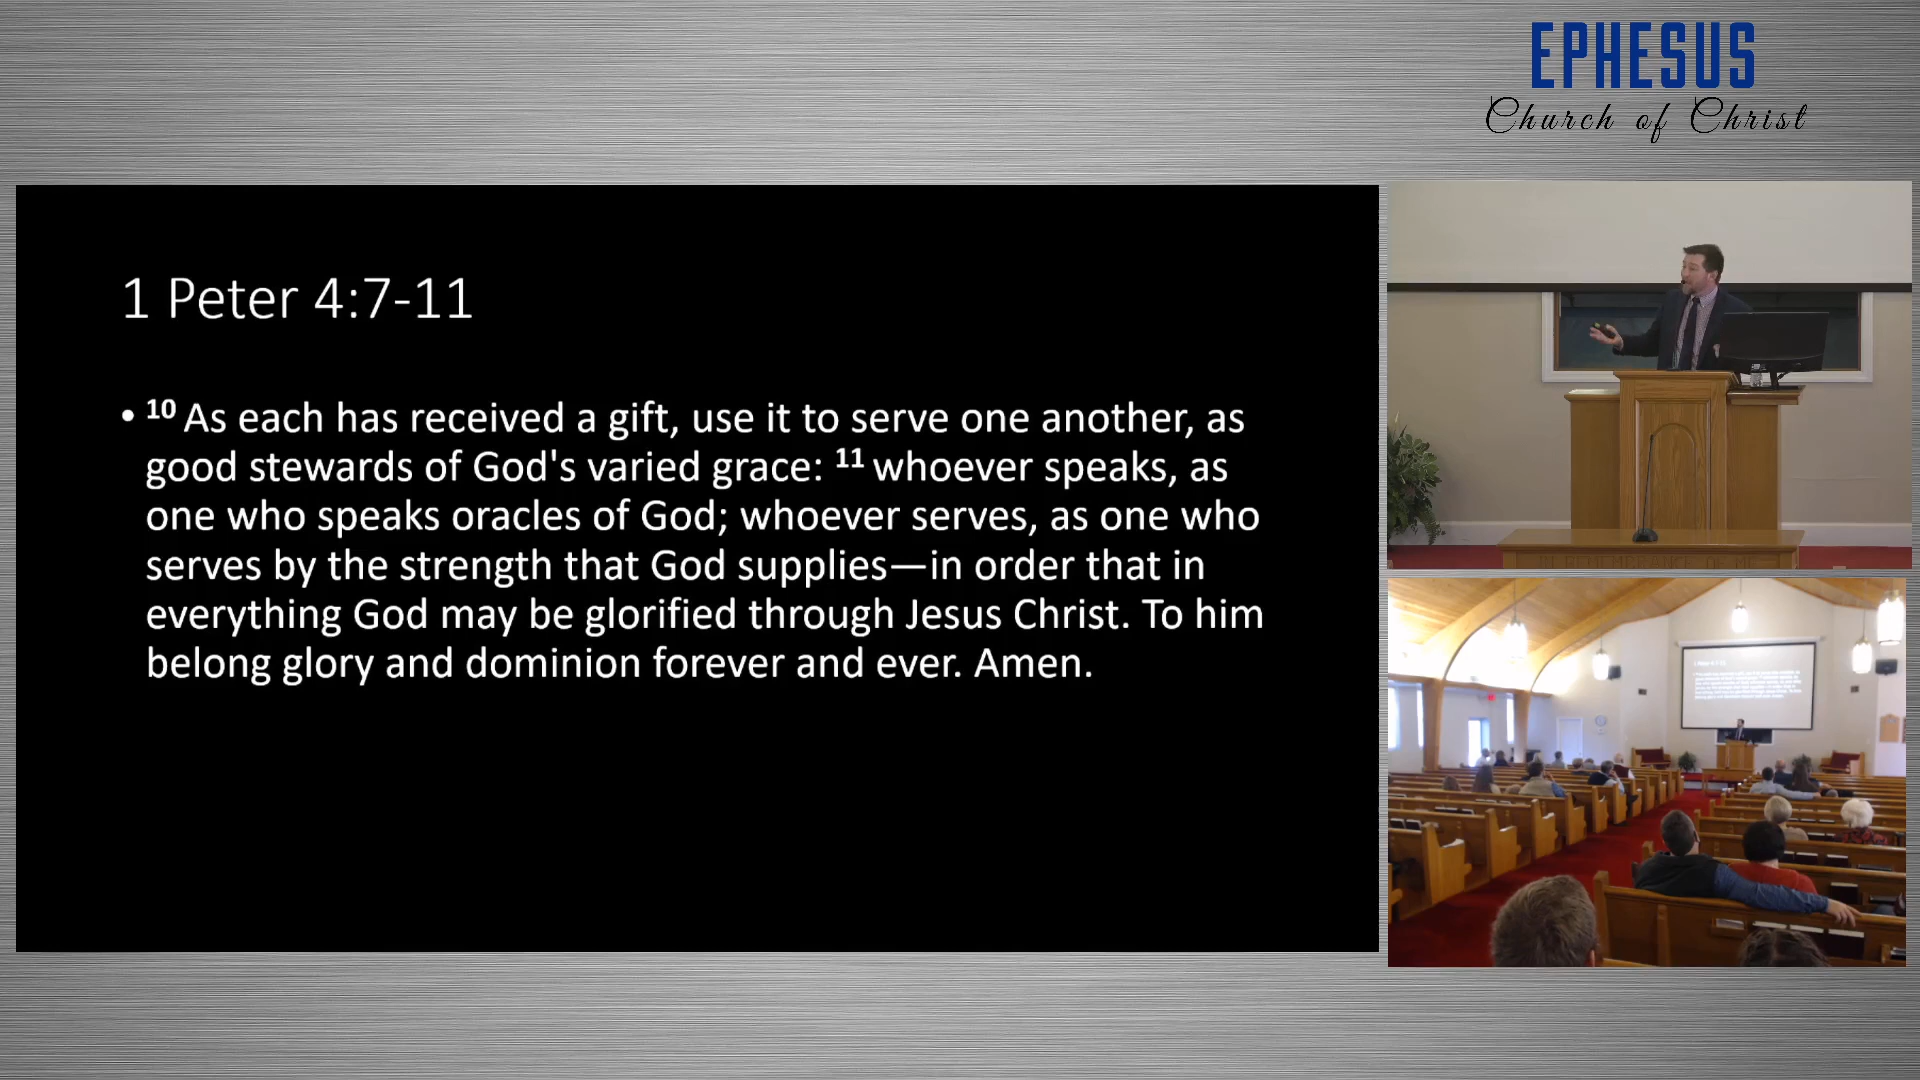 EPHESUS
Church of Christ
1 Peter 4:7-11
• 10 As each has received a gift, use it to serve one another, as
good stewards of God's varied grace: 11 whoever speaks, as
one who speaks oracles of God; whoever serves, as one who
serves by the strength that God supplies—in order that in
everything God may be glorified through Jesus Christ. To him
belong glory and dominion forever and ever. Amen.